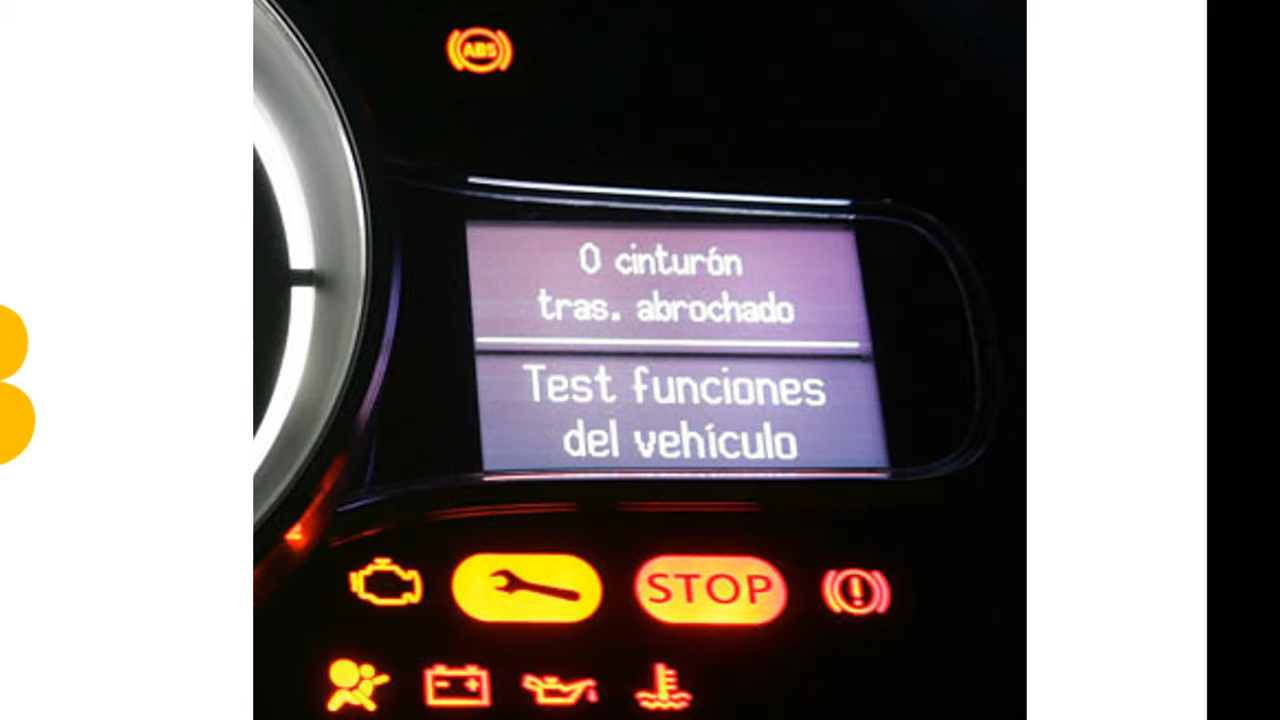 ABS
0 cinturón
tras. abrochado
Test funciones
del vehículo
STOP